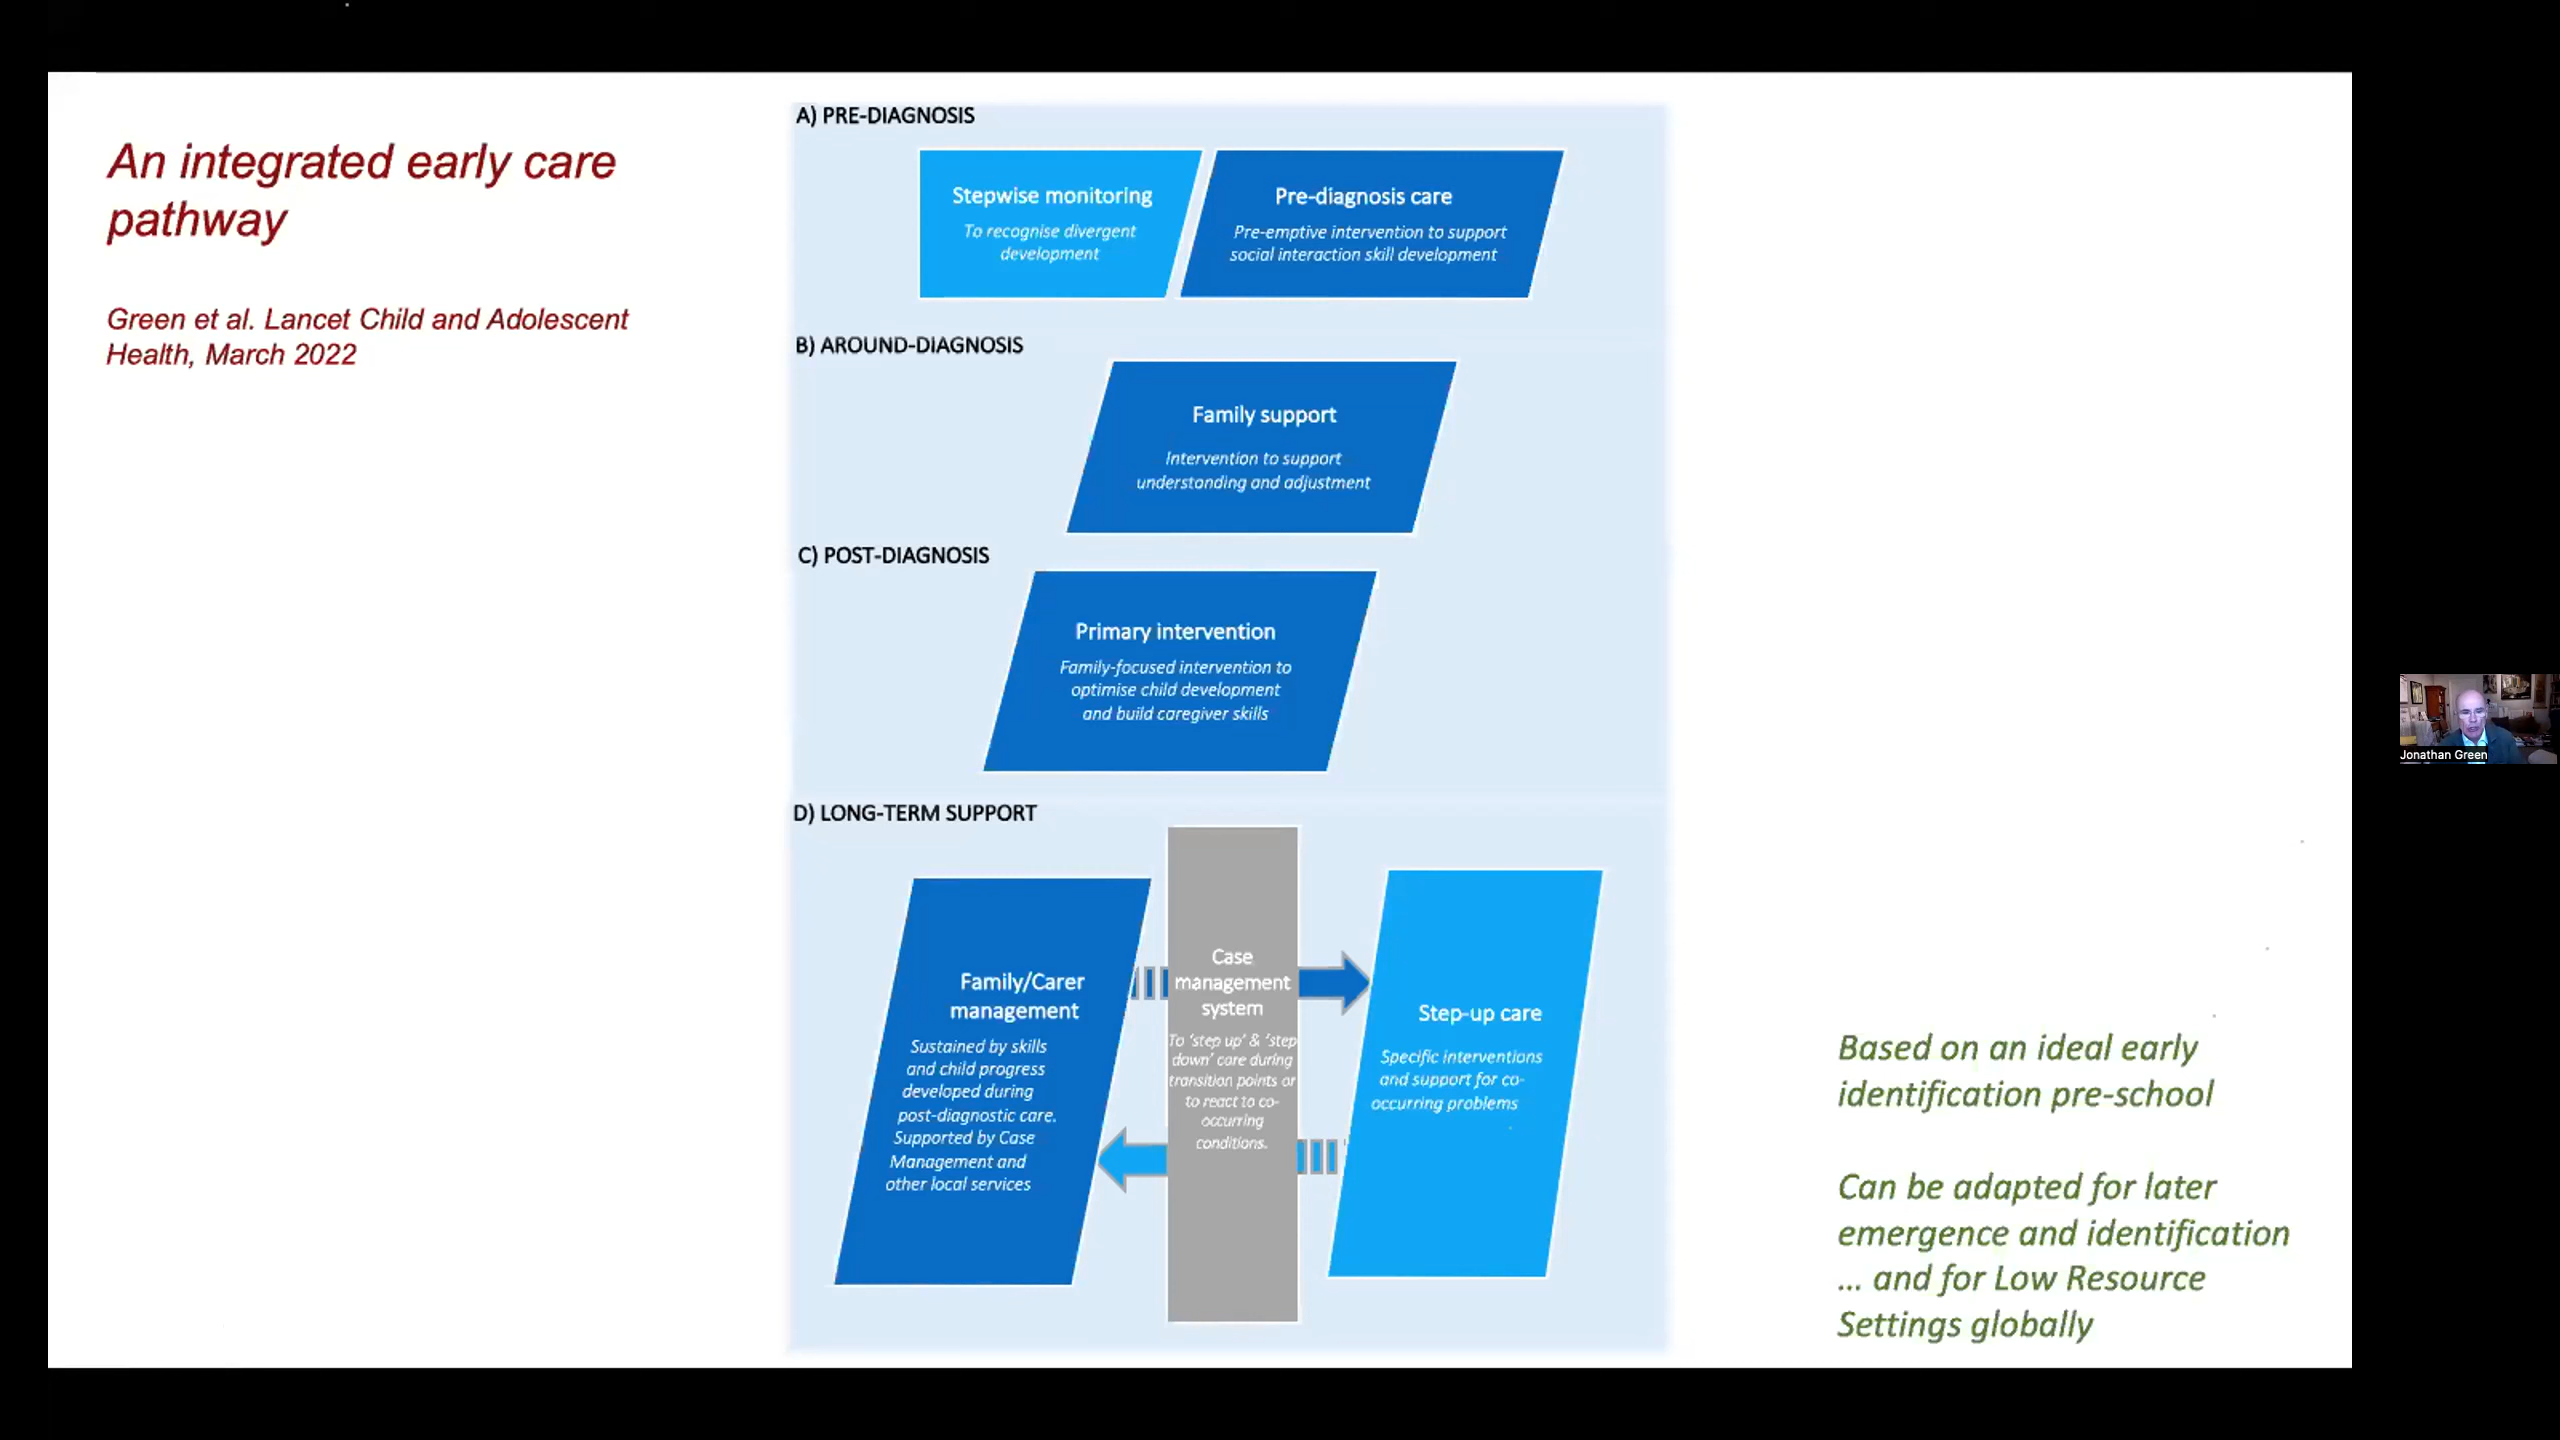 An integrated early care
pathway
Green et al. Lancet Child and Adolescent
Health, March 2022
A) PRE-DIAGNOSIS
Stepwise monitoring
To recognise divergent
development
Pre-diagnosis care
Pre-emptive intervention to support
social interaction skill development
B) AROUND-DIAGNOSIS
Family support
Intervention to support
understanding and adjustment
C) POST-DIAGNOSIS
Primary intervention
Family-focused intervention to
optimise child development
and build caregiver skills
D) LONG-TERM SUPPORT
Family/Carer
management
Sustained by skills
and child progress
developed during
post-diagnostic care.
Supported by Case
Management and
other local services
Case
management
system
To ‘step up’ & ‘step
down’ care during
transition points or
to react to co-
occurring
conditions.
Step-up care
Specific interventions
and support for co-
occurring problems
Based on an ideal early
identification pre-school
Can be adapted for later
emergence and identification
... and for Low Resource
Settings globally
Jonathan Green